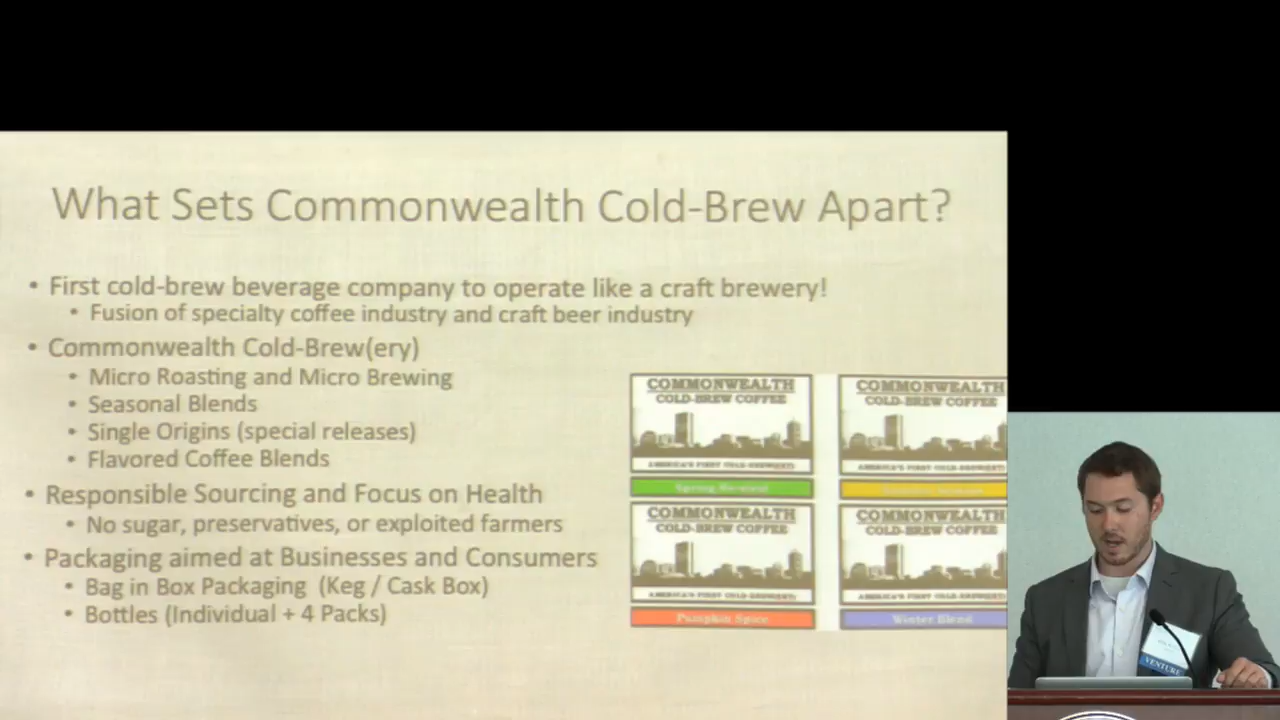 What Sets Commonwealth Cold-Brew Apart?
• First cold-brew beverage company to operate like a craft brewery!
• Fusion of specialty coffee industry and craft beer industry
• Commonwealth Cold-Brew(ery)
• Micro Roasting and Micro Brewing
• Seasonal Blends
• Single Origins (special releases)
• Flavored Coffee Blends
• Responsible Sourcing and Focus on Health
• No sugar, preservatives, or exploited farmers
• Packaging aimed at Businesses and Consumers
• Bag in Box Packaging (Keg / Cask Box)
• Bottles (Individual + 4 Packs)
COMMONWEALTH
COLD-BREW COFFEE
AMERICA'S FIRST COLD-BREWERY!
Spring
COMMONWEALTH
COLD-BREW COFFEE
AMERICA'S FIRST COLD-BREWERY!
COMMONWEALTH
COLD-BREW COFFEE
AMERICA'S FIRST COLD-BREWERY!
Pumpkin Spice
COMMONWEALTH
COLD-BREW COFFEE
AMERICA'S FIRST COLD-BREWERY!
Winter Blend
VENTURE